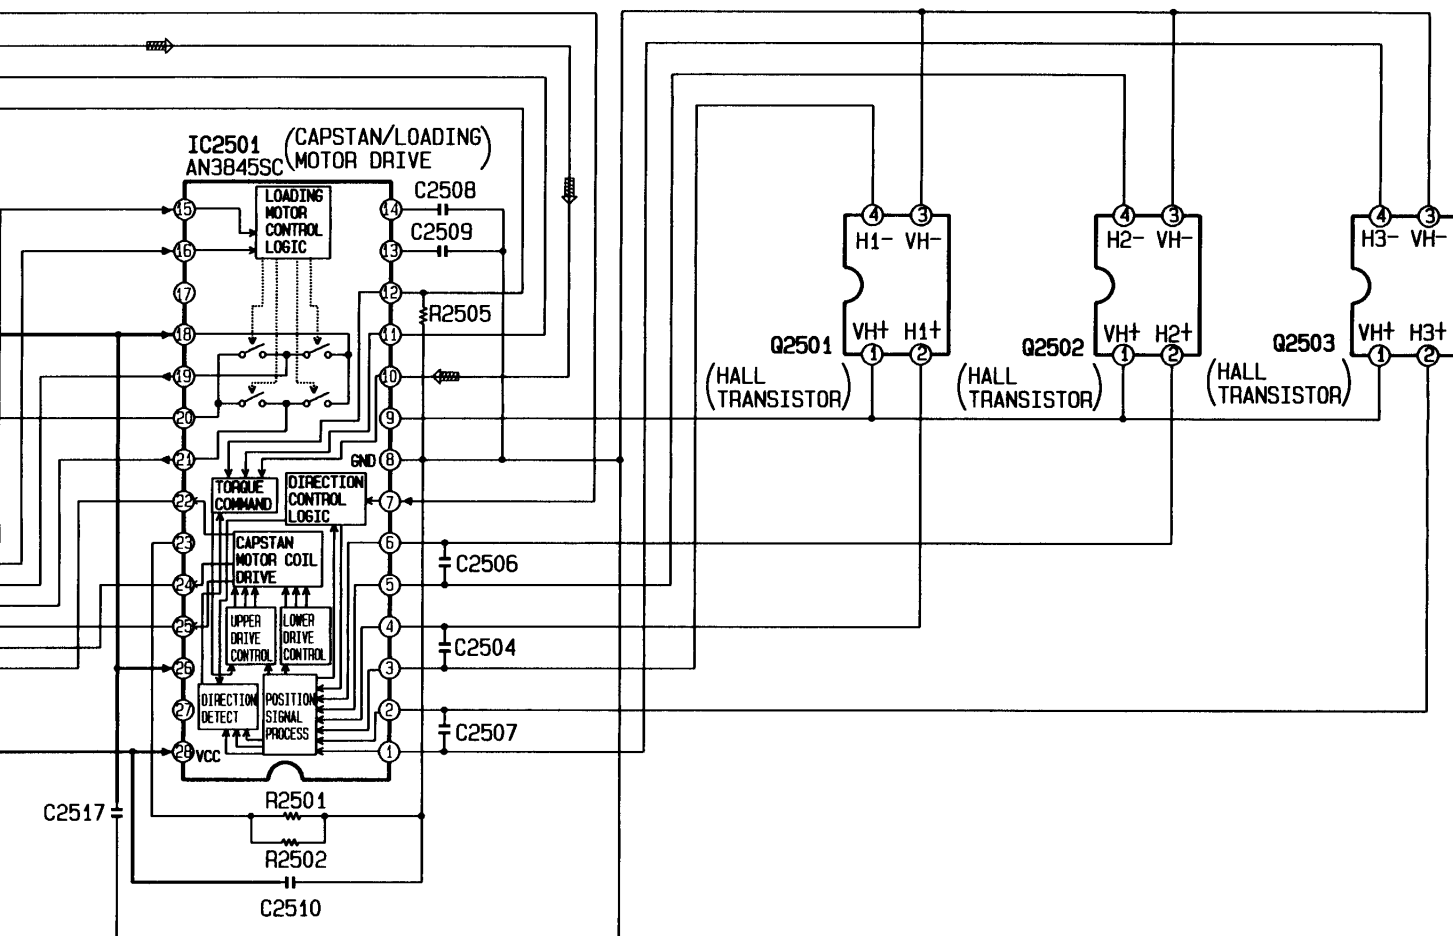 IC2501
AN3845SC
(CAPSTAN/LOADING
MOTOR DRIVE)
LOADING
MOTOR
CONTROL
LOGIC
15
16
17
18
19
20
21
22
23
24
25
26
27
28
VCC
14
13
12
11
10
9
GND 8
7
6
5
4
3
2
1
TORQUE
COMMAND
DIRECTION
CONTROL
LOGIC
CAPSTAN
MOTOR COIL
DRIVE
UPPER
DRIVE
CONTROL
LOWER
DRIVE
CONTROL
DIRECTION
DETECT
POSITION
SIGNAL
PROCESS
C2508
C2509
R2505
C2506
C2504
C2507
C2517
R2501
R2502
C2510
4 3
H1- VH-
VH+ H1+
1 2
Q2501
(HALL
TRANSISTOR)
4 3
H2- VH-
VH+ H2+
1 2
Q2502
(HALL
TRANSISTOR)
4 3
H3- VH-
VH+ H3+
1 2
Q2503
(HALL
TRANSISTOR)